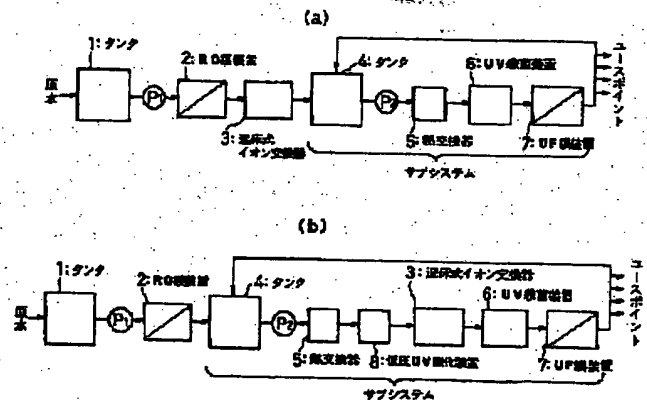 (a)
1:タンク
2:RO膜装置
4:タンク
6:UV殺菌装置
ユースポイント
原水
P₁
P₂
3:混床式
イオン交換器
5:熱交換器
7:UF膜装置
サブシステム
(b)
1:タンク
2:RO膜装置
4:タンク
3:混床式イオン交換器
6:UV殺菌装置
ユースポイント
原水
P₁
P₂
5:熱交換器
8:低圧UV酸化装置
7:UF膜装置
サブシステム